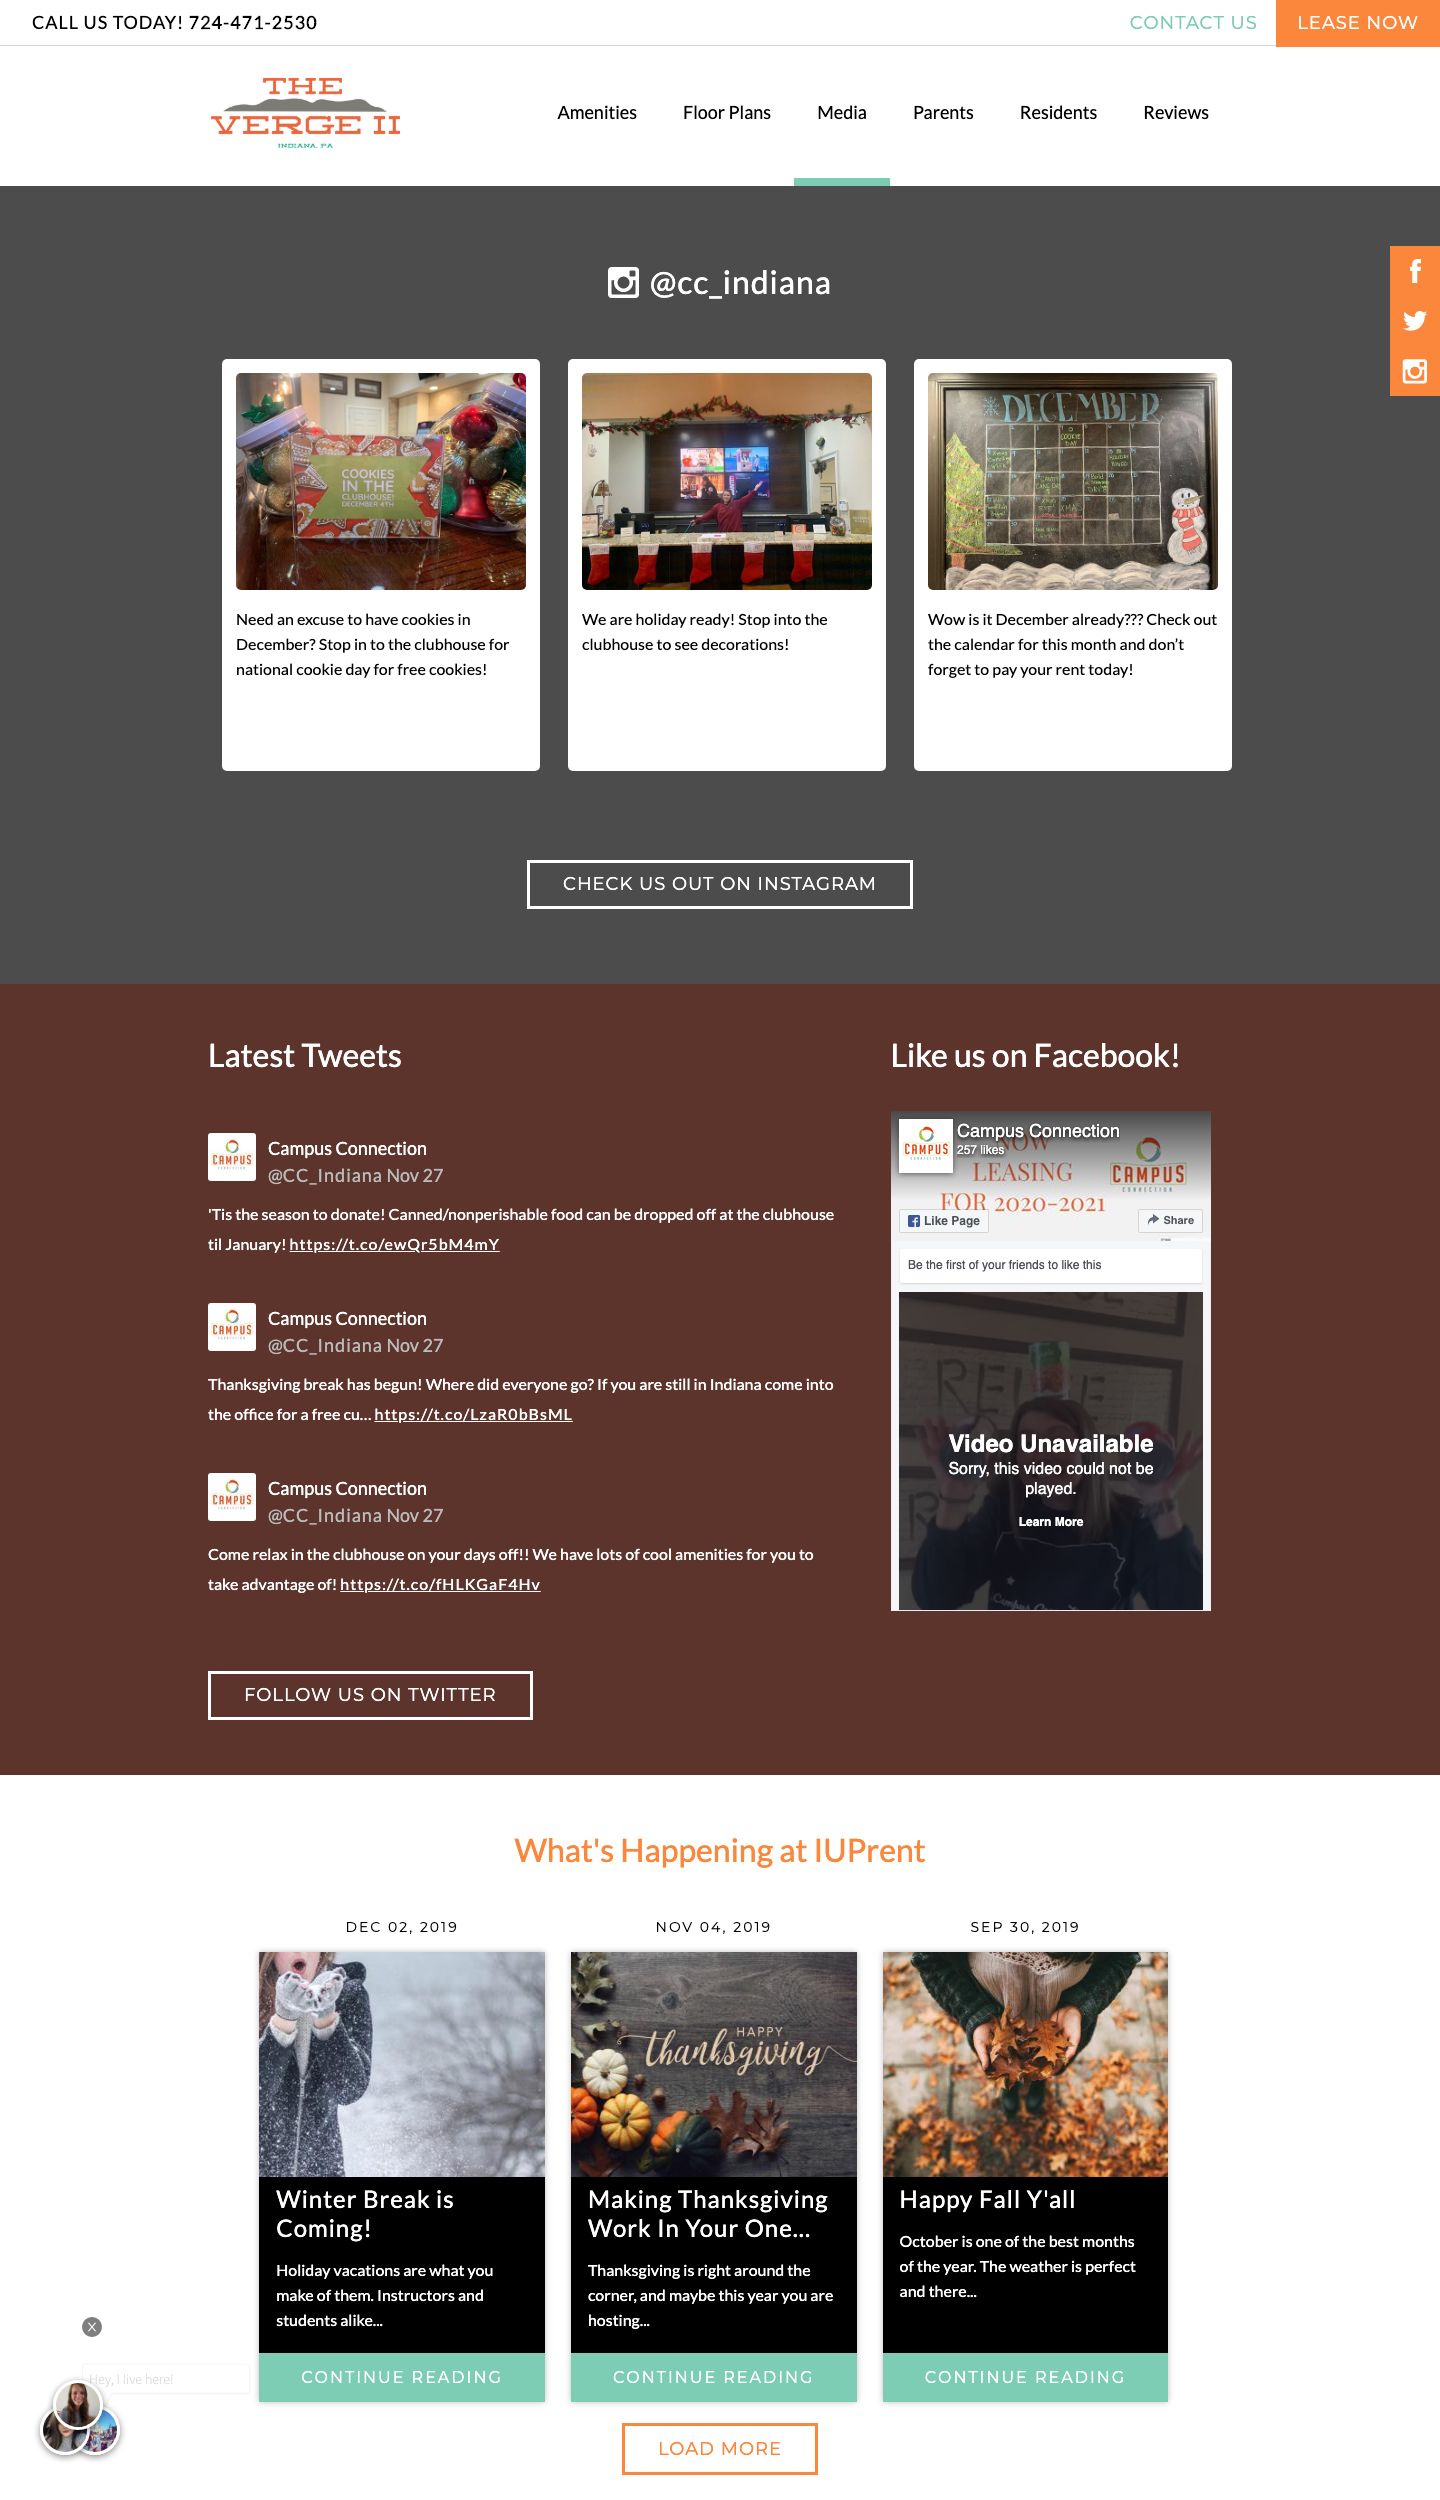 CALL US TODAY! 724-471-2530
CONTACT US
LEASE NOW
THE
VERGE II
INDIANA, PA
Amenities
Floor Plans
Media
Parents
Residents
Reviews
@cc_indiana
COOKIES
IN THE
CLUBHOUSE!
DECEMBER 4TH
DECEMBER
COOKIE
DAY
XMAS
Need an excuse to have cookies in
December? Stop in to the clubhouse for
national cookie day for free cookies!
We are holiday ready! Stop into the
clubhouse to see decorations!
Wow is it December already??? Check out
the calendar for this month and don’t
forget to pay your rent today!
CHECK US OUT ON INSTAGRAM
Latest Tweets
CAMPUS
CONNECTION
Campus Connection
@CC_Indiana Nov 27
'Tis the season to donate! Canned/nonperishable food can be dropped off at the clubhouse
til January! https://t.co/ewQr5bM4mY
CAMPUS
CONNECTION
Campus Connection
@CC_Indiana Nov 27
Thanksgiving break has begun! Where did everyone go? If you are still in Indiana come into
the office for a free cu... https://t.co/LzaR0bBsML
CAMPUS
CONNECTION
Campus Connection
@CC_Indiana Nov 27
Come relax in the clubhouse on your days off!! We have lots of cool amenities for you to
take advantage of! https://t.co/fHLKGaF4Hv
FOLLOW US ON TWITTER
Like us on Facebook!
CAMPUS
CONNECTION
Campus Connection
257 likes
NOW
LEASING
FOR 2020-2021
CAMPUS
CONNECTION
Like Page
Share
Be the first of your friends to like this
Video Unavailable
Sorry, this video could not be
played.
Learn More
What's Happening at IUPrent
DEC 02, 2019
Winter Break is
Coming!
Holiday vacations are what you
make of them. Instructors and
students alike...
CONTINUE READING
NOV 04, 2019
HAPPY
thanksgiving
Making Thanksgiving
Work In Your One...
Thanksgiving is right around the
corner, and maybe this year you are
hosting...
CONTINUE READING
SEP 30, 2019
Happy Fall Y'all
October is one of the best months
of the year. The weather is perfect
and there...
CONTINUE READING
X
Hey, I live here!
LOAD MORE